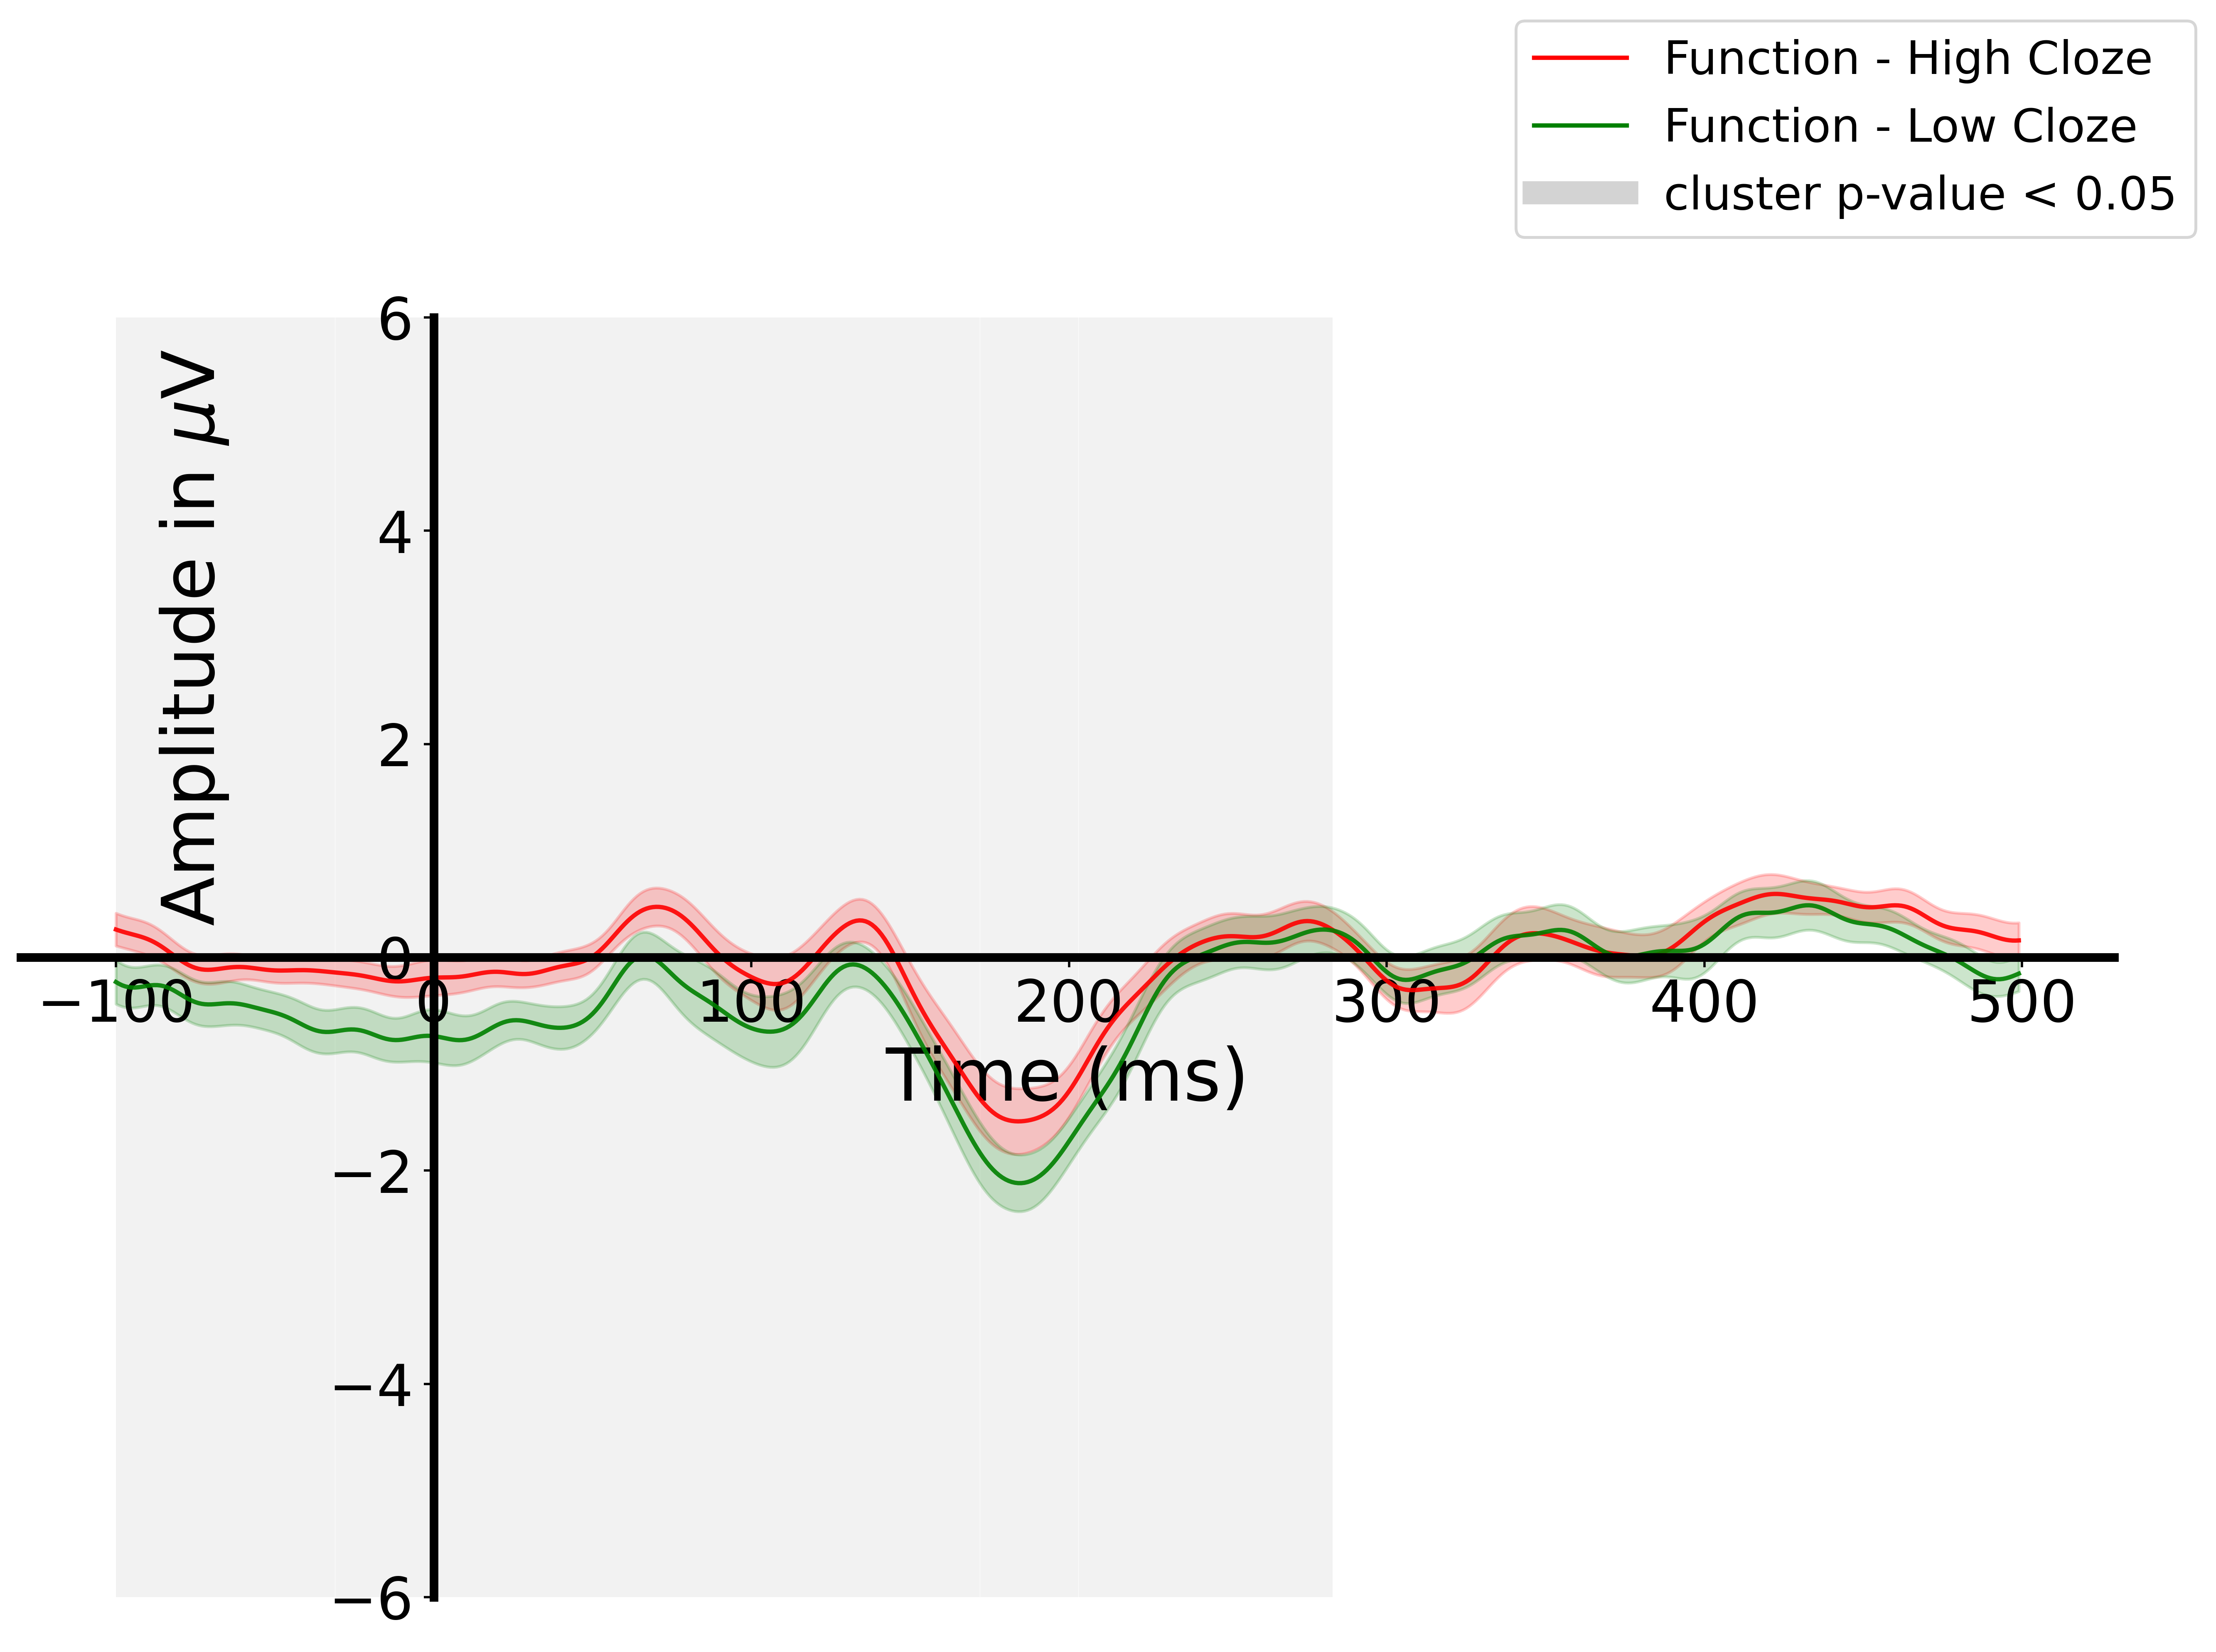 Function - High Cloze
Function - Low Cloze
cluster p-value < 0.05
Amplitude in μV
6
4
2
0
−2
−4
−6
−100
0
100
200
300
400
500
Time (ms)